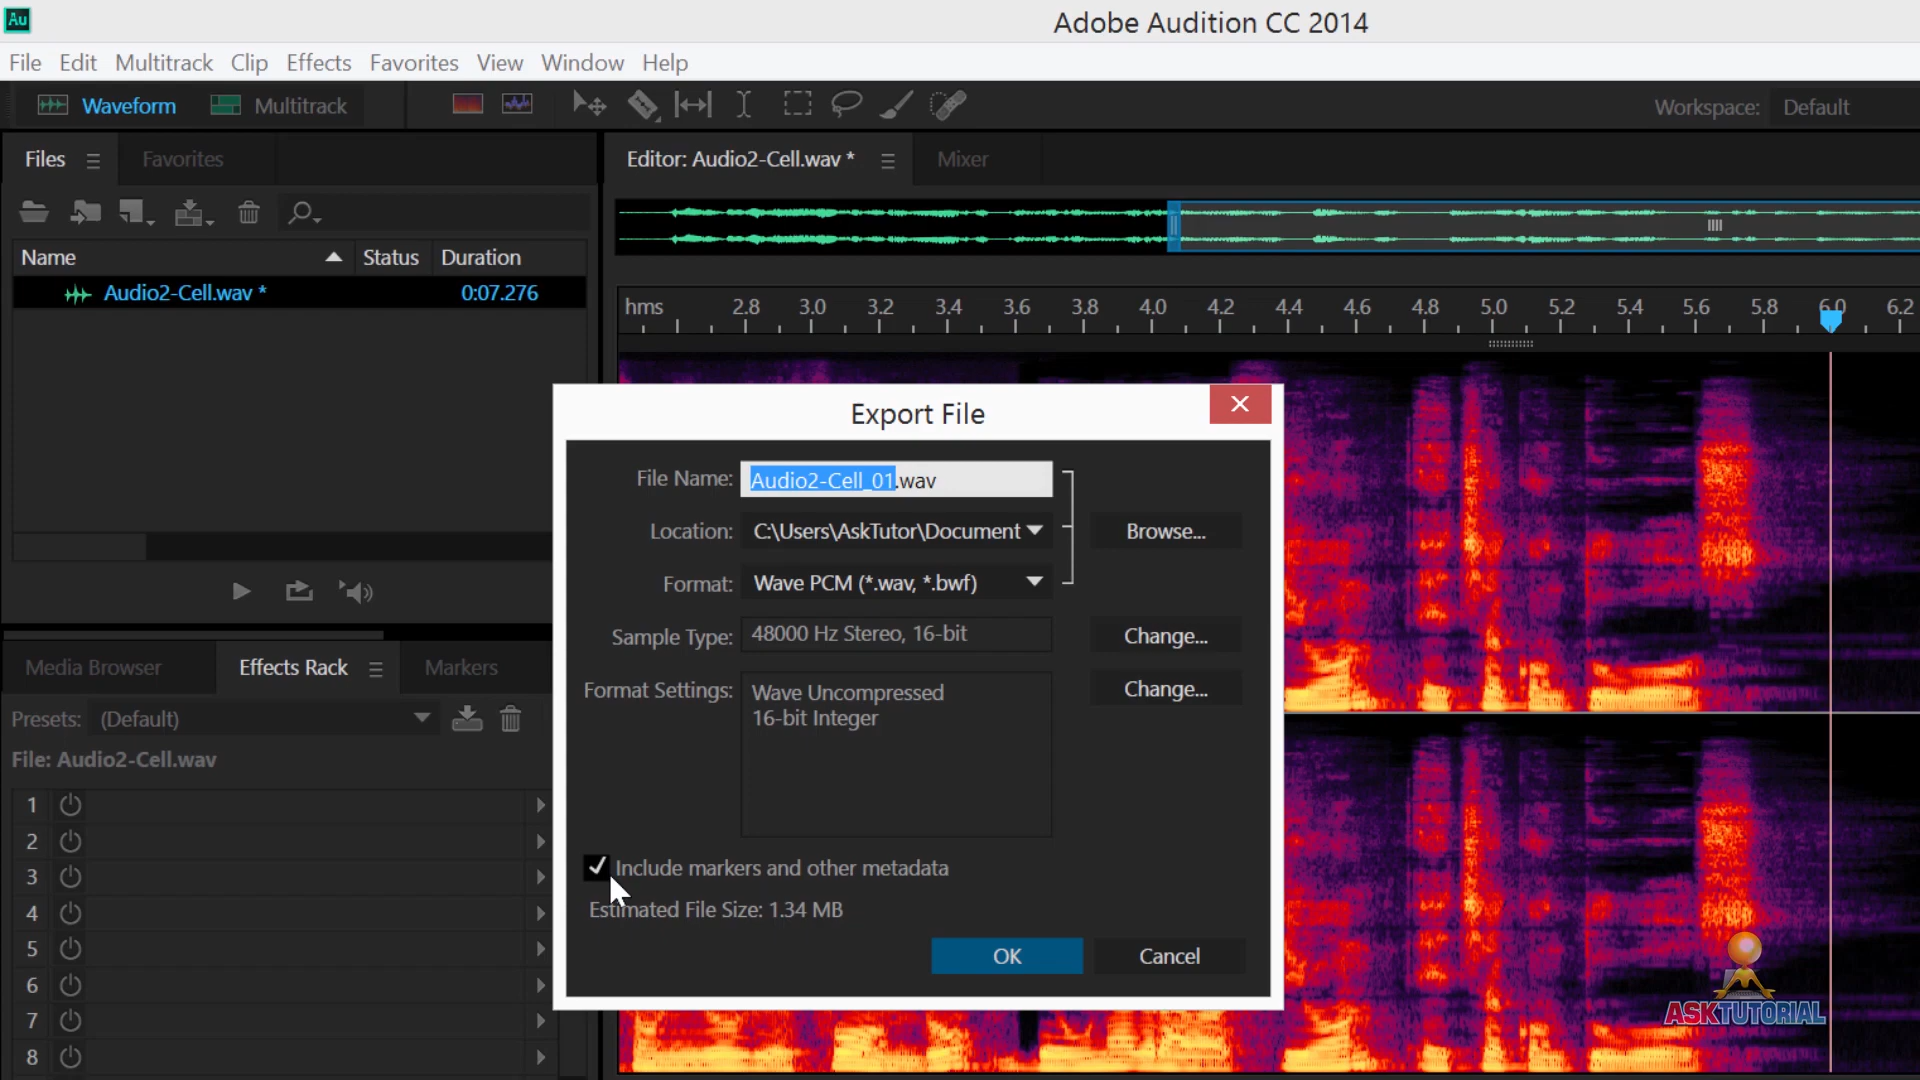 Au
Adobe Audition CC 2014
File Edit Multitrack Clip Effects Favorites View Window Help
Waveform Multitrack Workspace: Default
Files Favorites Editor: Audio2-Cell.wav * Mixer
Name Status Duration
Audio2-Cell.wav * 0:07.276
hms 2.8 3.0 3.2 3.4 3.6 3.8 4.0 4.2 4.4 4.6 4.8 5.0 5.2 5.4 5.6 5.8 6.0 6.2
Export File
File Name: Audio2-Cell_01.wav
Location: C:\Users\AskTutor\Document Browse...
Format: Wave PCM (*.wav, *.bwf)
Sample Type: 48000 Hz Stereo, 16-bit Change...
Format Settings: Wave Uncompressed Change...
16-bit Integer
Include markers and other metadata
Estimated File Size: 1.34 MB
OK Cancel
Media Browser Effects Rack Markers
Presets: (Default)
File: Audio2-Cell.wav
1
2
3
4
5
6
7
8
ASKTUTORIAL